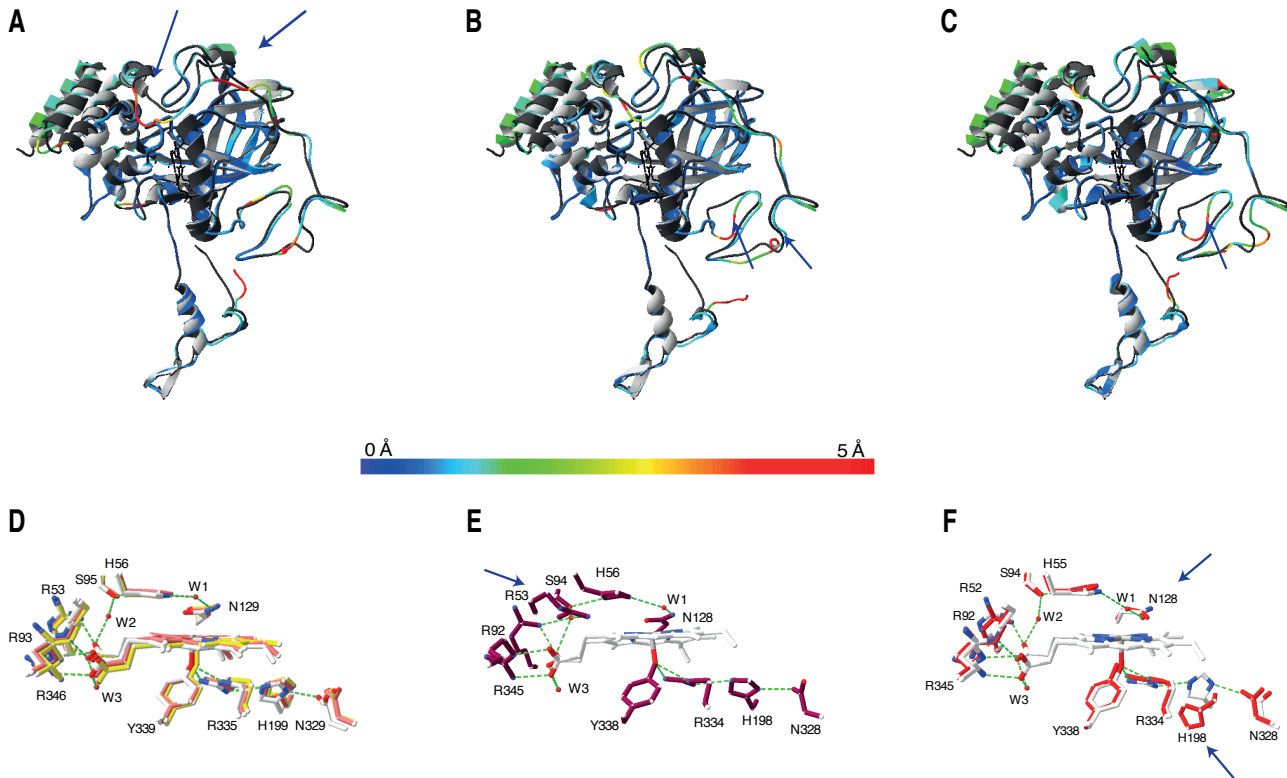 A
B
C
0 Å
5 Å
D
E
F
H56
S95
W1
R53
N129
W2
R93
R346
W3
Y339
R335
H199
N329
H56
S94
W1
R53
N128
R92
R345
W3
Y338
R334
H198
N328
H55
S94
R52
W1
N128
R92
W2
R345
W3
Y338
R334
H198
N328